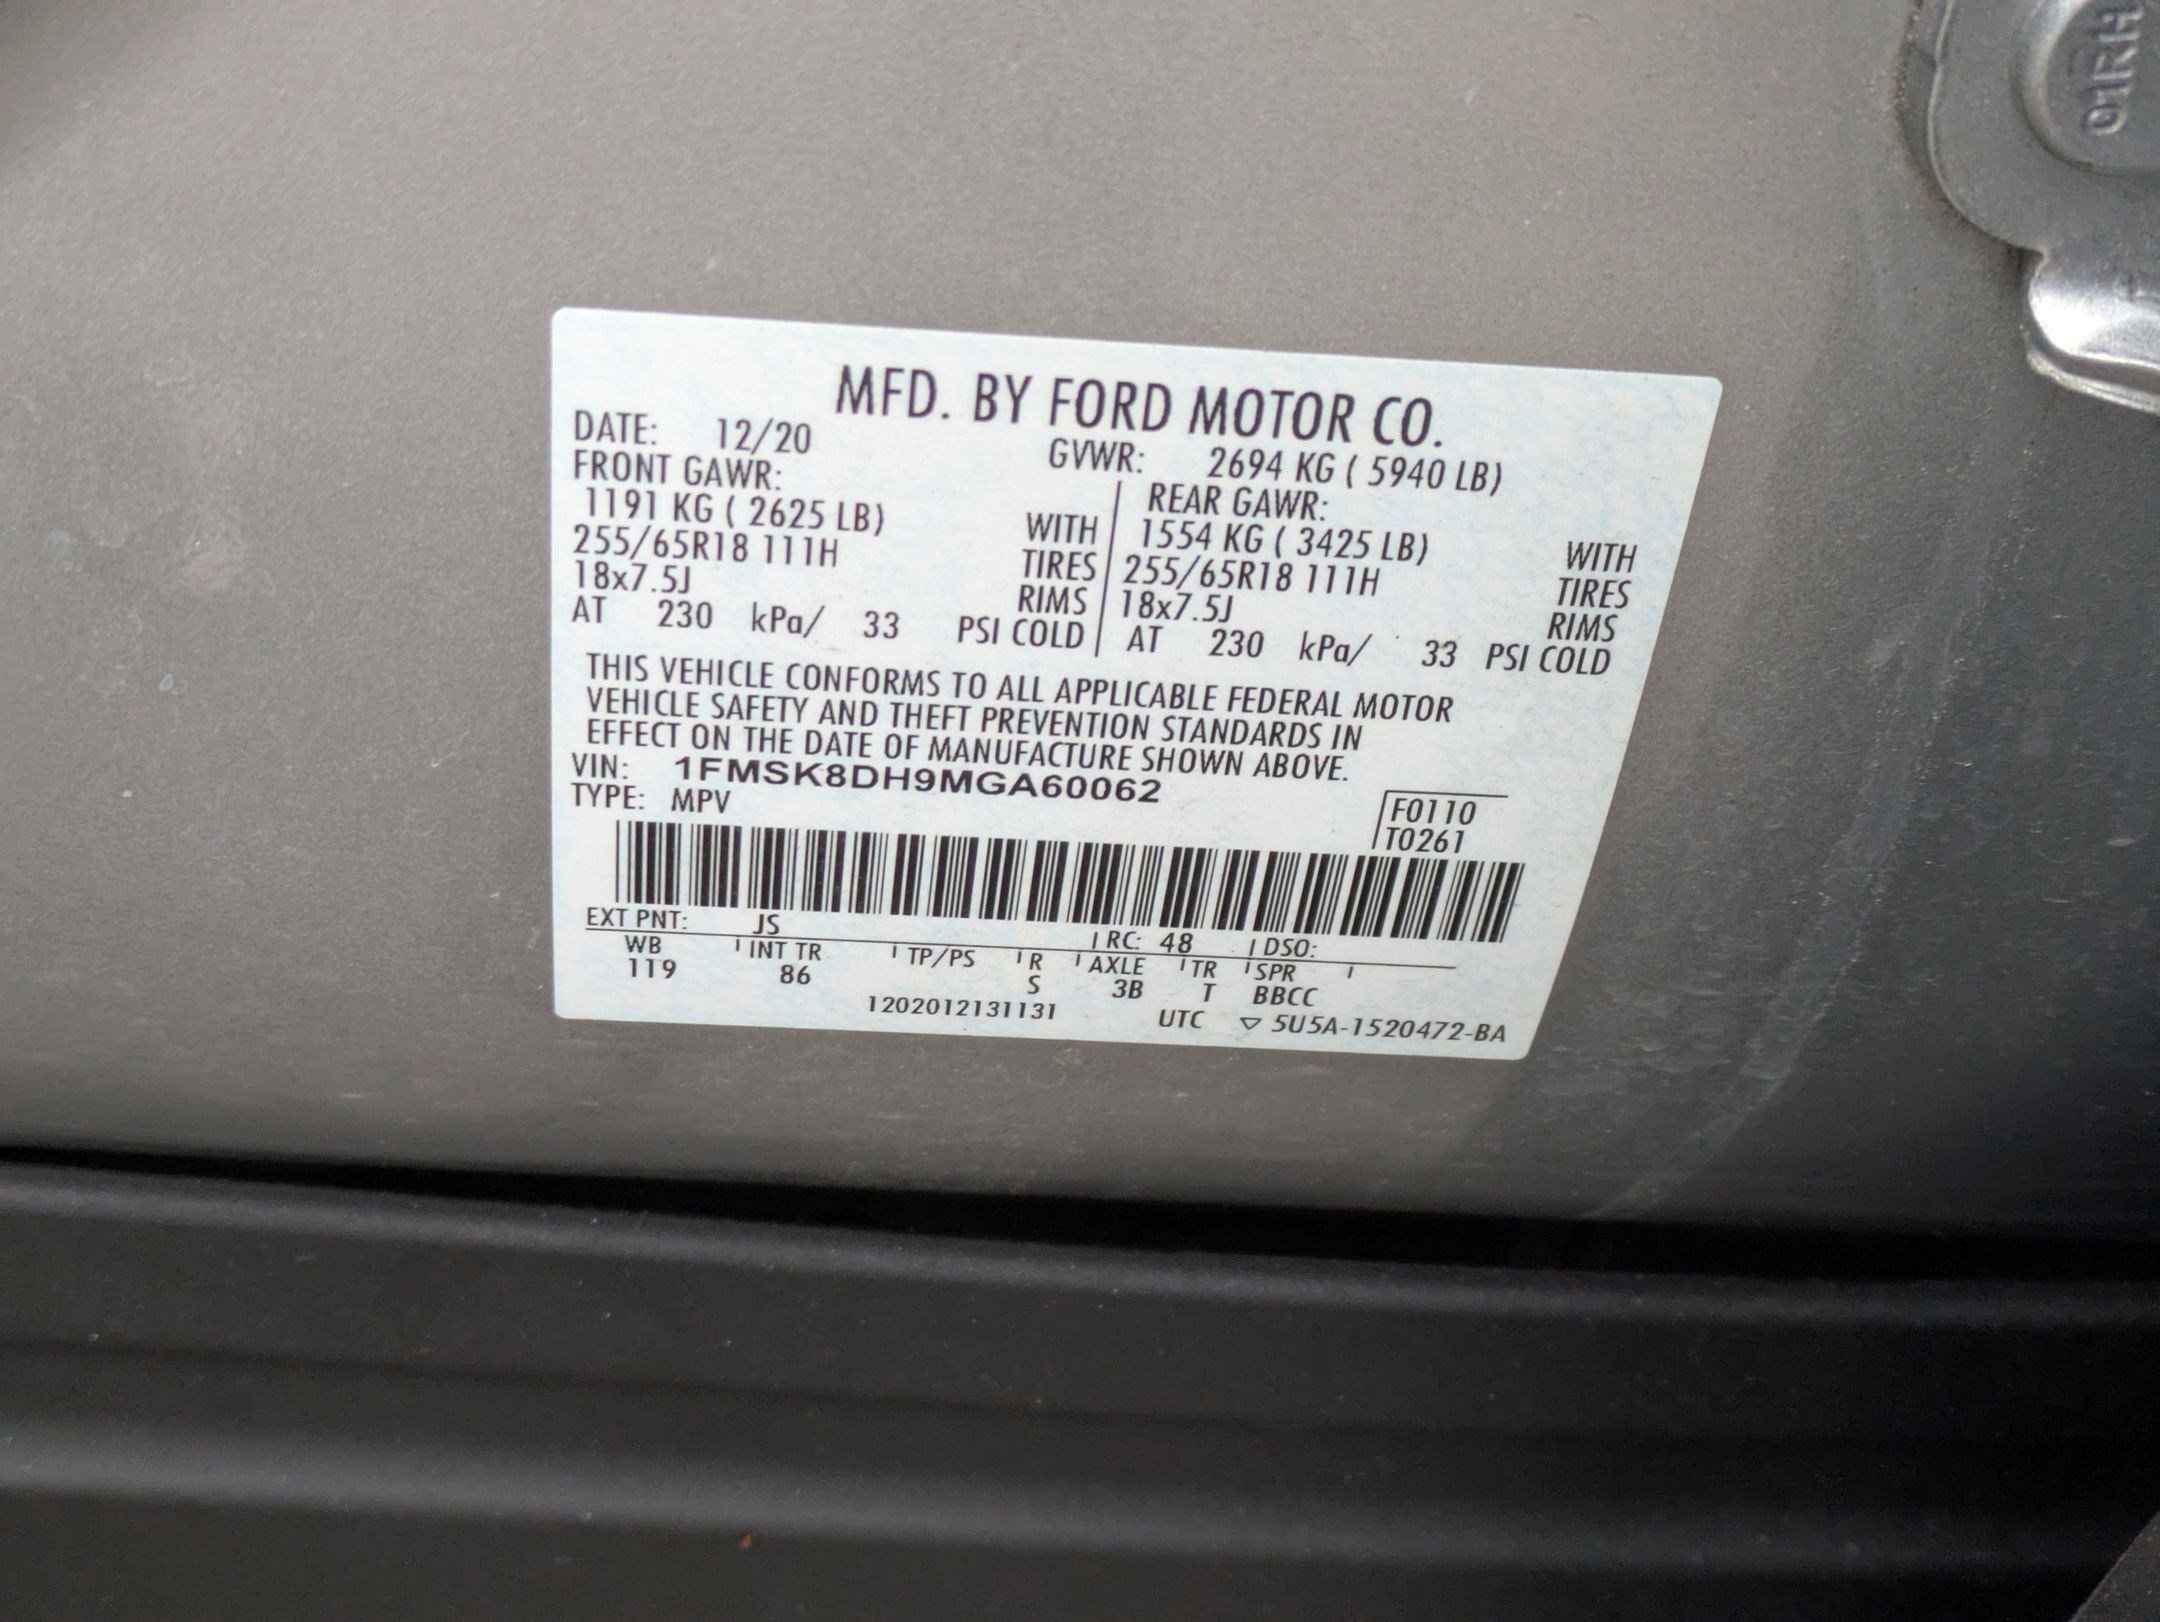 01RH
MFD. BY FORD MOTOR CO.
DATE: 12/20 GVWR: 2694 KG ( 5940 LB)
FRONT GAWR: REAR GAWR:
1191 KG ( 2625 LB) WITH 1554 KG ( 3425 LB) WITH
255/65R18 111H TIRES 255/65R18 111H TIRES
18x7.5J RIMS 18x7.5J RIMS
AT 230 kPa/ 33 PSI COLD AT 230 kPa/ 33 PSI COLD
THIS VEHICLE CONFORMS TO ALL APPLICABLE FEDERAL MOTOR
VEHICLE SAFETY AND THEFT PREVENTION STANDARDS IN
EFFECT ON THE DATE OF MANUFACTURE SHOWN ABOVE.
VIN: 1FMSK8DH9MGA60062
TYPE: MPV F0110
T0261
EXT PNT: JS RC: 48 DSO:
WB INT TR TP/PS R AXLE TR SPR
119 86 S 3B T BBCC
1202012131131 UTC ▽ 5U5A-1520472-BA